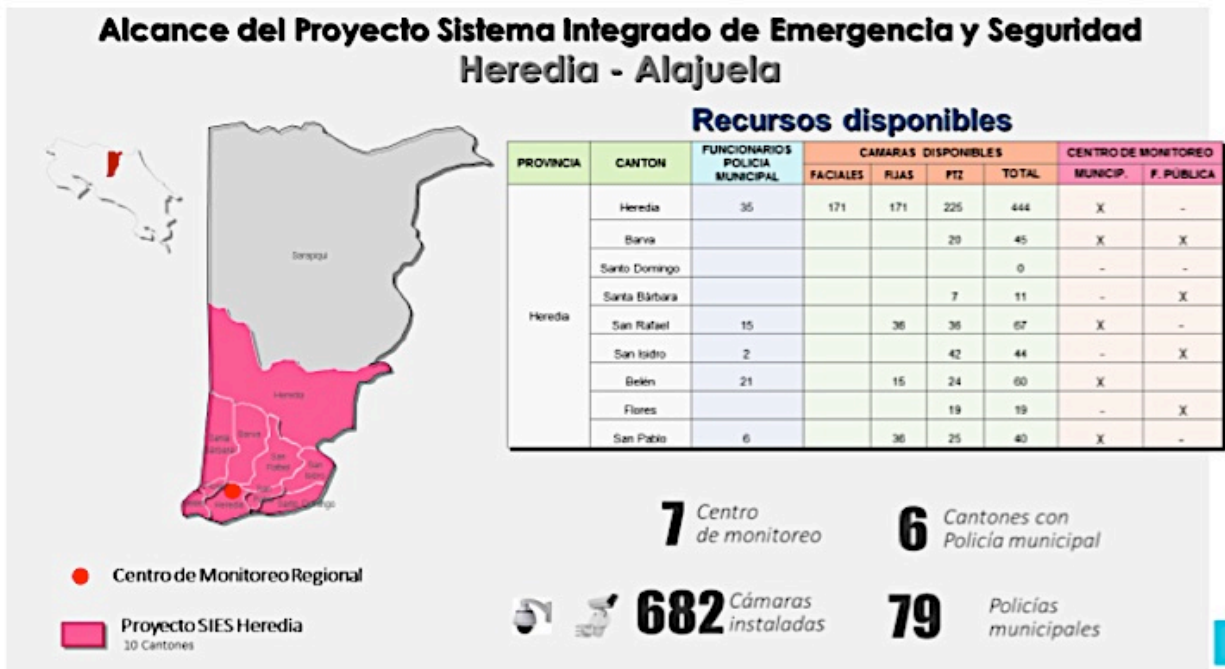 Alcance del Proyecto Sistema Integrado de Emergencia y Seguridad
Heredia - Alajuela
Recursos disponibles
PROVINCIA CANTON FUNCIONARIOS POLICIA MUNICIPAL CAMARAS DISPONIBLES CENTRO DE MONITOREO
FACIALES FIJAS PTZ TOTAL MUNICIP. F. PÚBLICA
Heredia
Heredia 35 171 171 225 444 X -
Barva 20 45 X X
Santo Domingo 0 - -
Santa Bárbara 7 11 - X
San Rafael 15 36 36 67 X -
San Isidro 2 42 44 - X
Belén 21 15 24 60 X
Flores 19 19 - X
San Pablo 6 36 25 40 X -
Sarapiqui
Heredia
Santa Bárbara
Barva
San Rafael
San Isidro
Heredia
Santo Domingo
7 Centro
de monitoreo
6 Cantones con
Policía municipal
Centro de Monitoreo Regional
682 Cámaras
instaladas
79 Policías
municipales
Proyecto SIES Heredia
10 Cantones